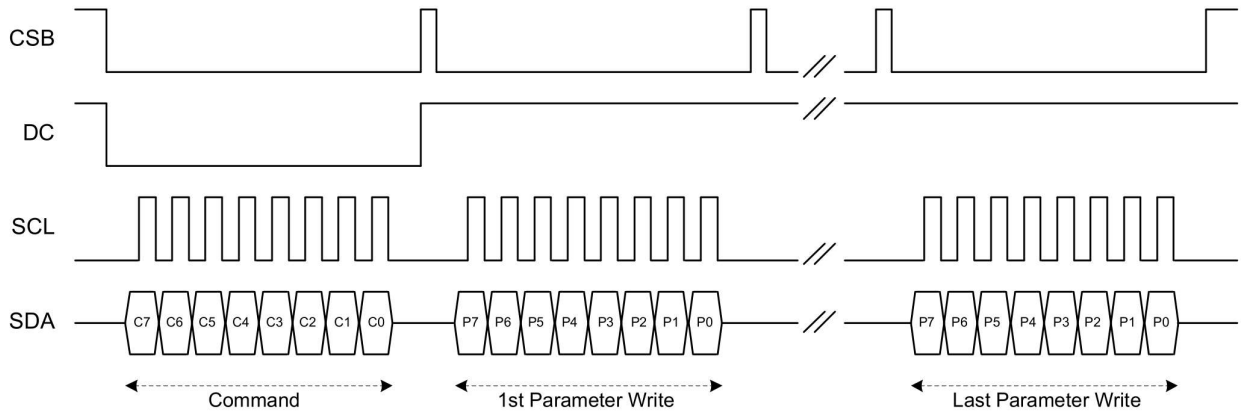 CSB
DC
SCL
SDA C7 C6 C5 C4 C3 C2 C1 C0 P7 P6 P5 P4 P3 P2 P1 P0 P7 P6 P5 P4 P3 P2 P1 P0
Command 1st Parameter Write Last Parameter Write